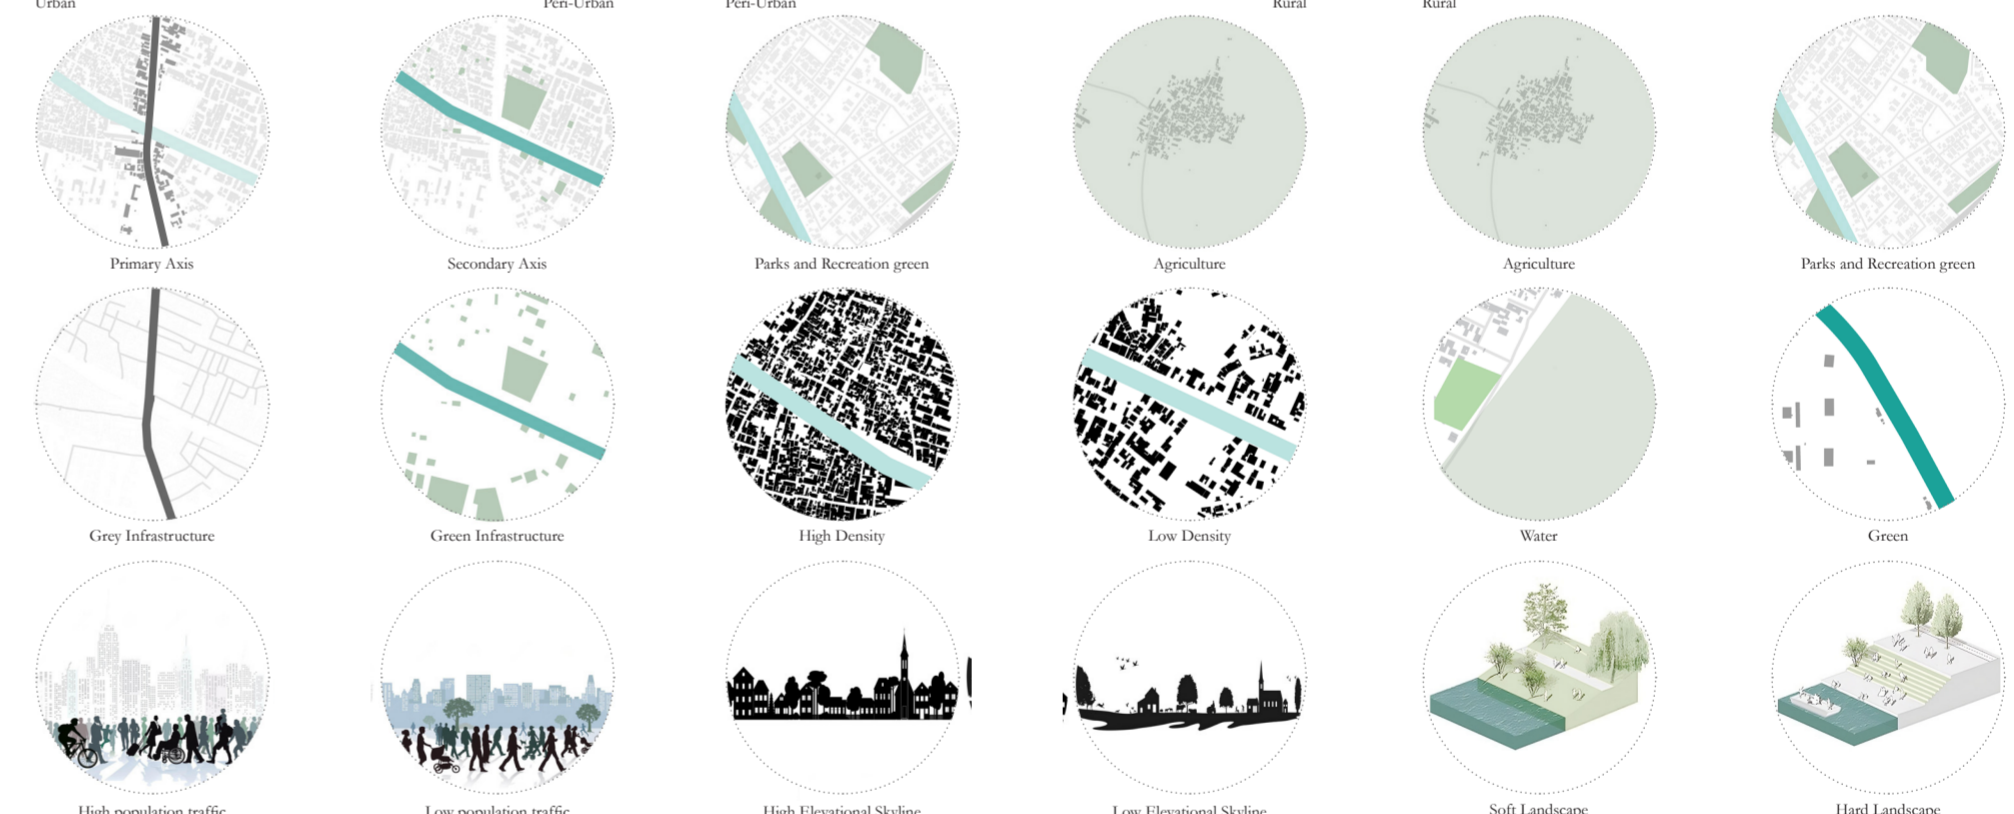 Urban
Peri-Urban
Peri-Urban
Rural
Rural
Primary Axis
Secondary Axis
Parks and Recreation green
Agriculture
Agriculture
Parks and Recreation green
Grey Infrastructure
Green Infrastructure
High Density
Low Density
Water
Green
High population traffic
Low population traffic
High Elevational Skyline
Low Elevational Skyline
Soft Landscape
Hard Landscape